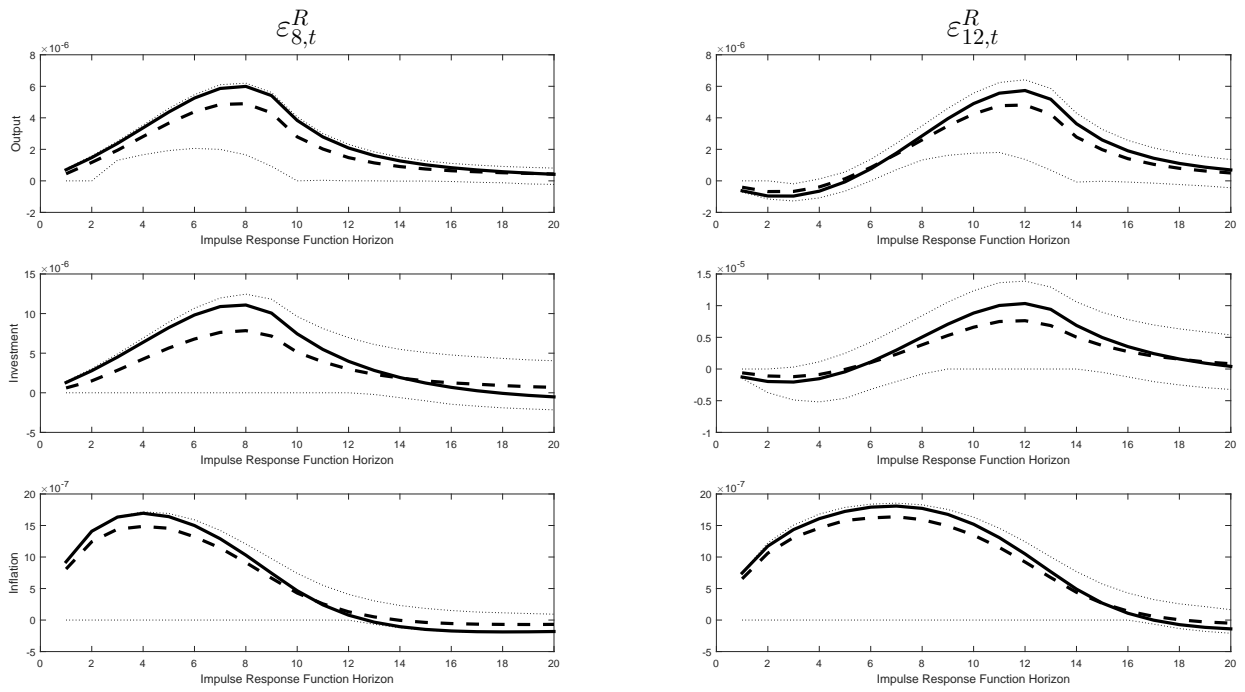 ε^R_{8,t}
ε^R_{12,t}
×10^-6
Output
8
6
4
2
0
-2
0 2 4 6 8 10 12 14 16 18 20
Impulse Response Function Horizon
×10^-6
8
6
4
2
0
-2
0 2 4 6 8 10 12 14 16 18 20
Impulse Response Function Horizon
×10^-6
Investment
15
10
5
0
-5
0 2 4 6 8 10 12 14 16 18 20
Impulse Response Function Horizon
×10^-5
1.5
1
0.5
0
-0.5
-1
0 2 4 6 8 10 12 14 16 18 20
Impulse Response Function Horizon
×10^-7
Inflation
20
15
10
5
0
-5
0 2 4 6 8 10 12 14 16 18 20
Impulse Response Function Horizon
×10^-7
20
15
10
5
0
-5
0 2 4 6 8 10 12 14 16 18 20
Impulse Response Function Horizon